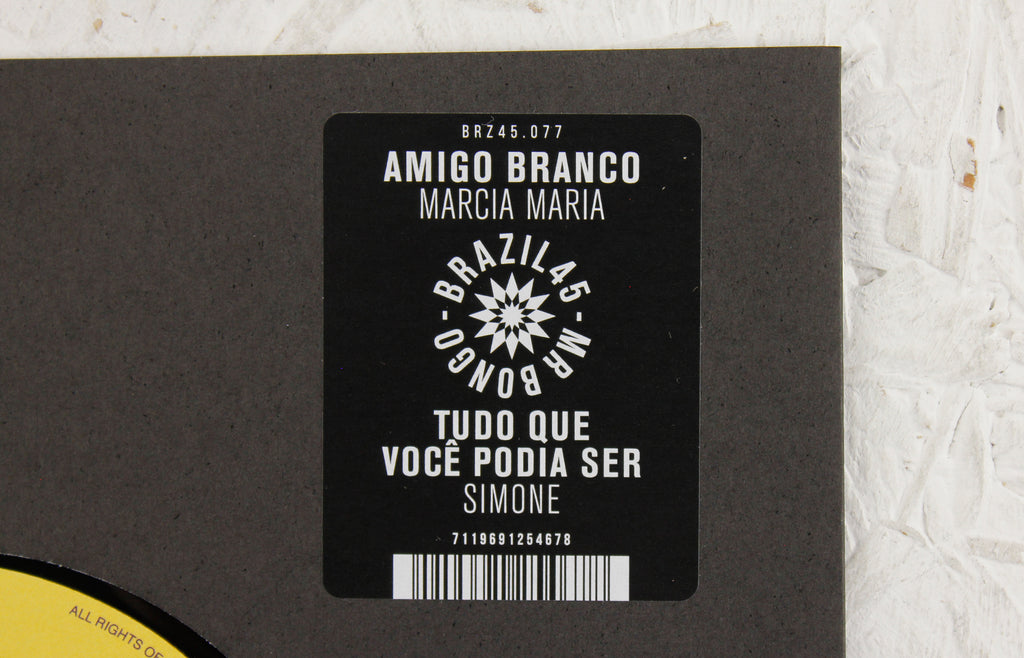 BRZ45.077
AMIGO BRANCO
MARCIA MARIA
BRAZIL45 - MR BONGO -
TUDO QUE
VOCÊ PODIA SER
SIMONE
7119691254678
ALL RIGHTS OF